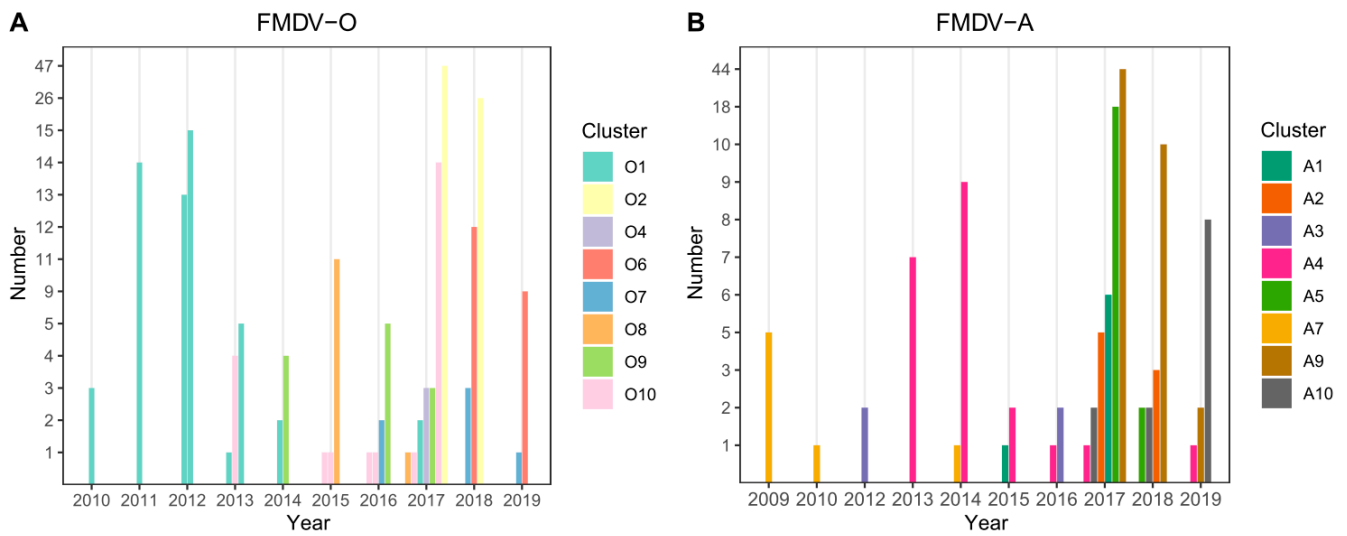 A
FMDV−O
Number
47
26
15
14
13
12
11
9
5
4
3
2
1
2010 2011 2012 2013 2014 2015 2016 2017 2018 2019
Year
Cluster
O1
O2
O4
O6
O7
O8
O9
O10
B
FMDV−A
Number
44
18
10
9
8
7
6
5
3
2
1
2009 2010 2012 2013 2014 2015 2016 2017 2018 2019
Year
Cluster
A1
A2
A3
A4
A5
A7
A9
A10